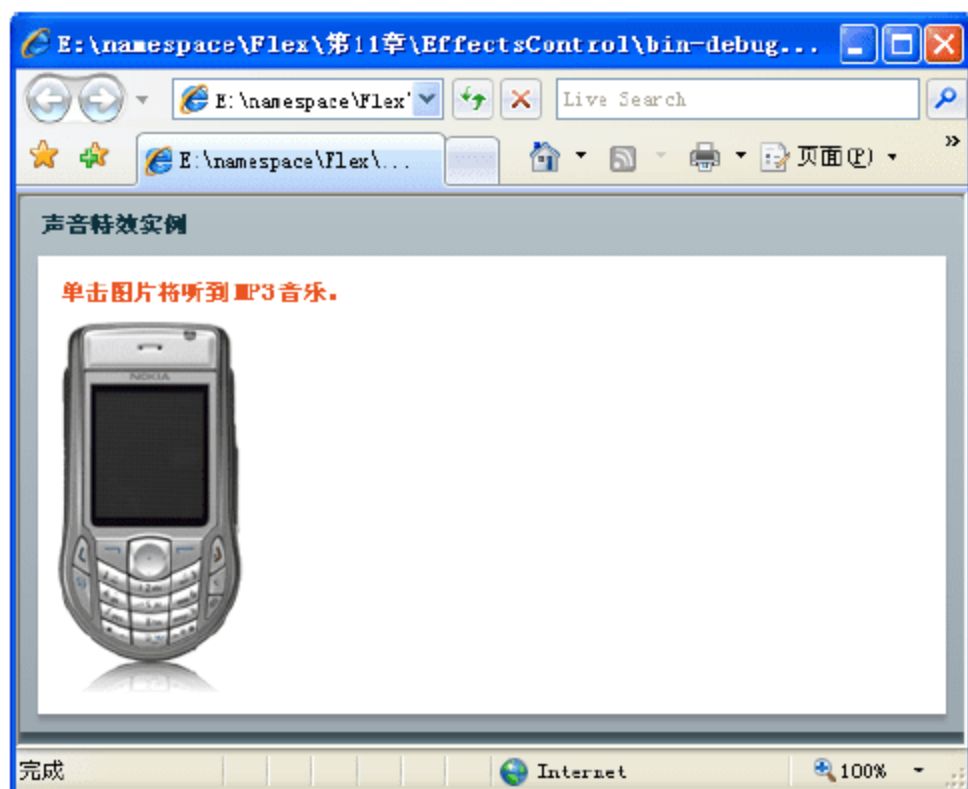 E:\namespace\Flex\第11章\EffectsControl\bin-debug...
E:\namespace\Flex'
Live Search
E:\namespace\Flex\...
页面(P)
»
声音特效实例
单击图片将听到MP3音乐。
NOKIA
完成
Internet
100%